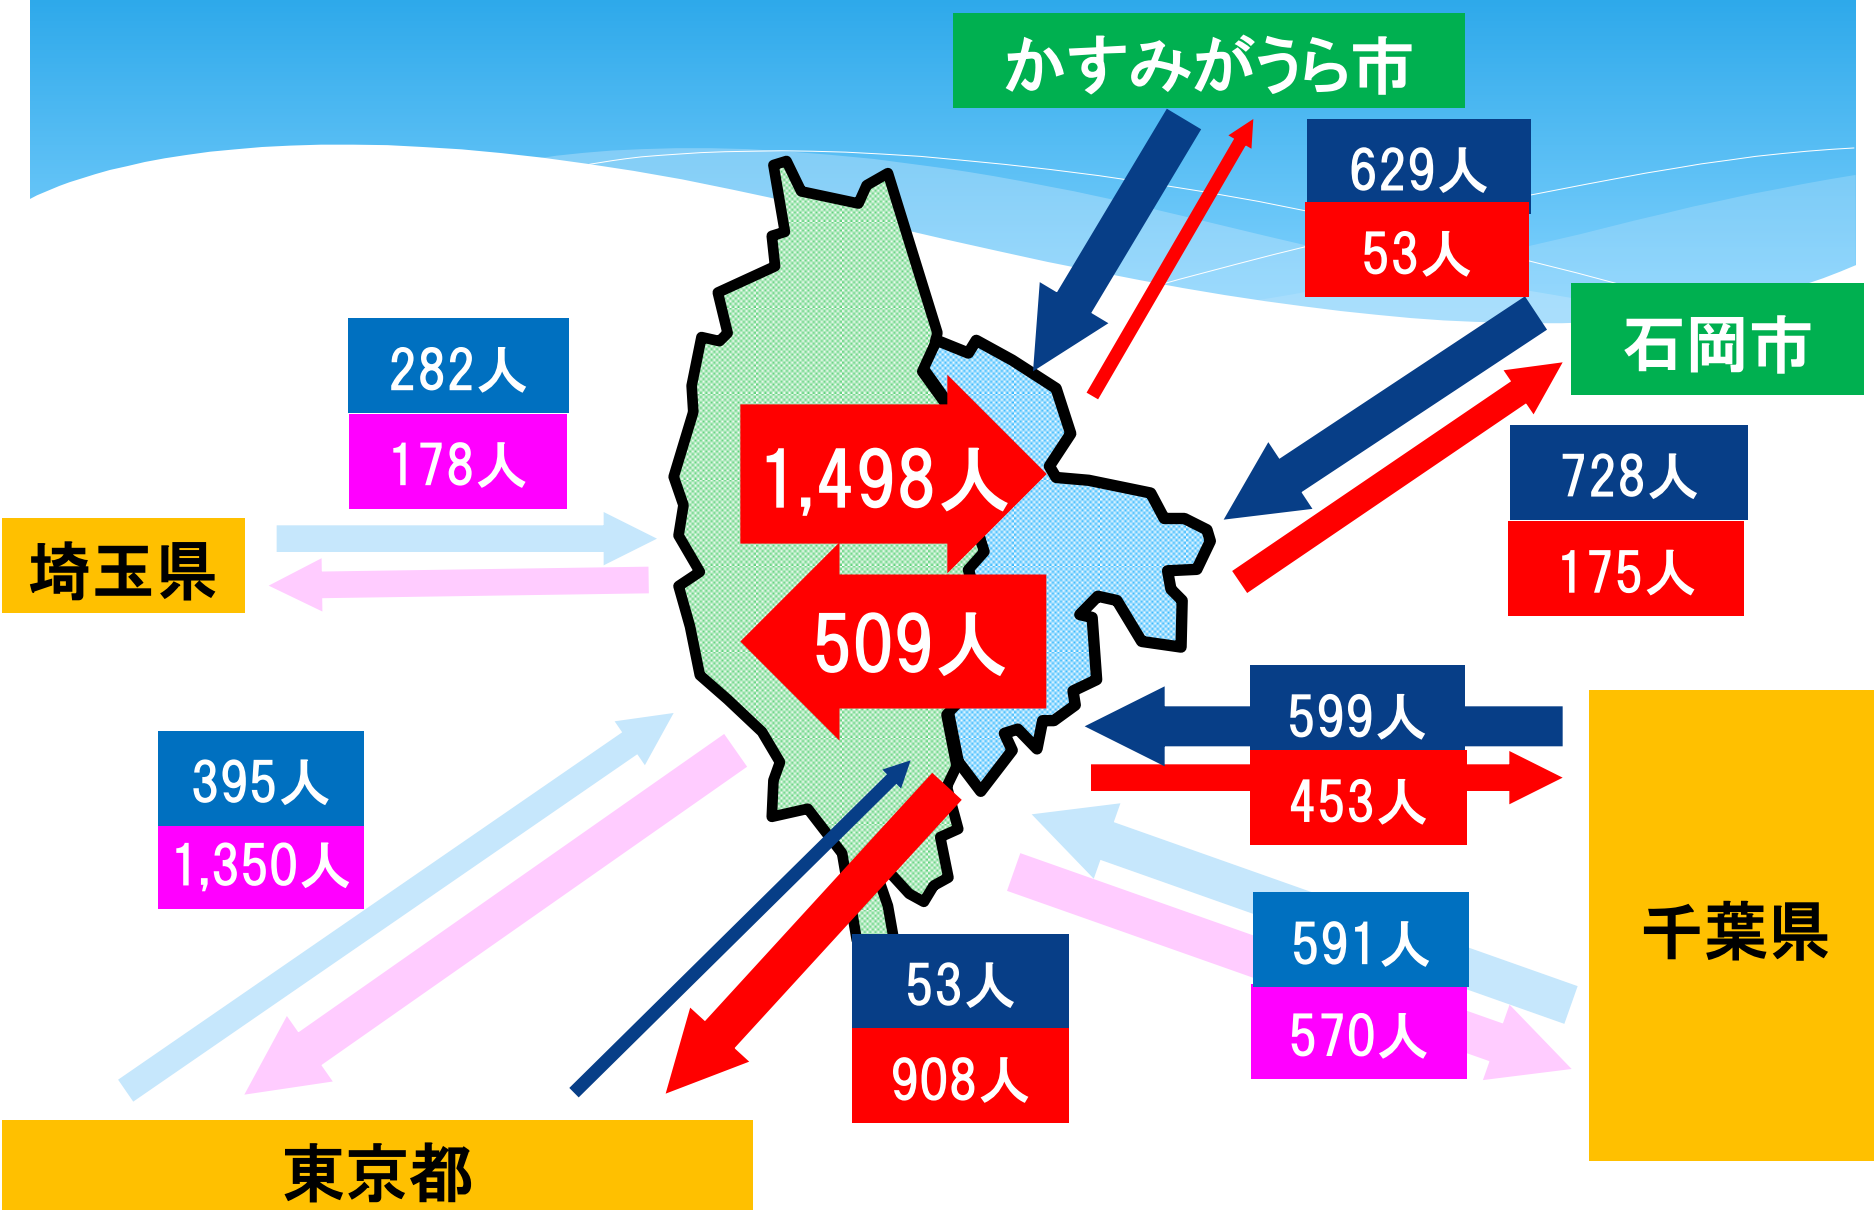 かすみがうら市
629人
53人
石岡市
282人
178人
1,498人
728人
175人
埼玉県
509人
599人
453人
395人
1,350人
千葉県
591人
570人
53人
908人
東京都